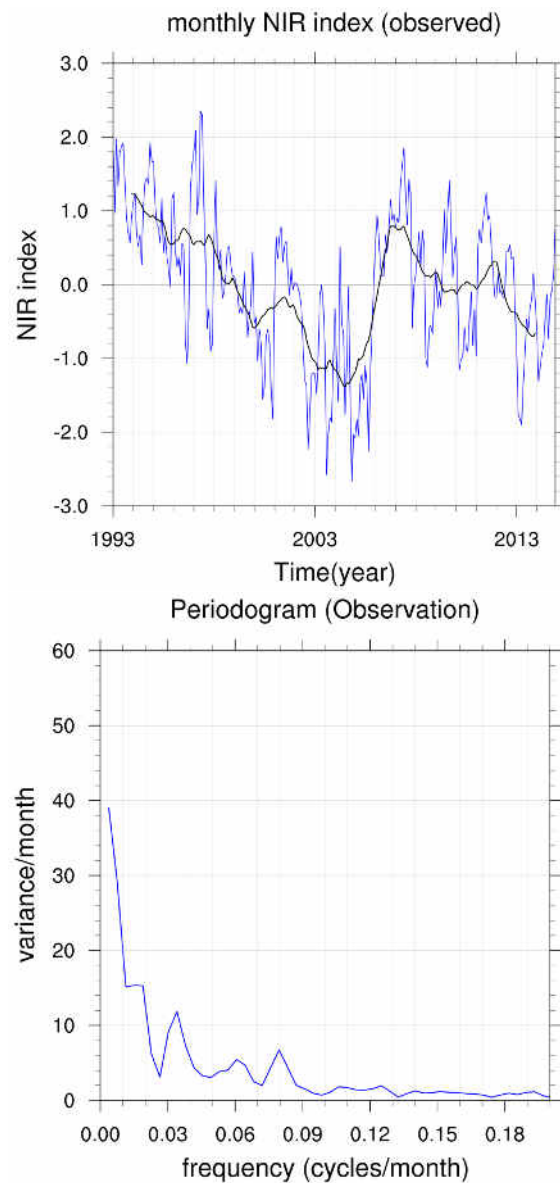 monthly NIR index (observed)
3.0
2.0
1.0
0.0
-1.0
-2.0
-3.0
NIR index
1993 2003 2013
Time(year)
Periodogram (Observation)
60
50
40
30
20
10
0
variance/month
0.00 0.03 0.06 0.09 0.12 0.15 0.18
frequency (cycles/month)